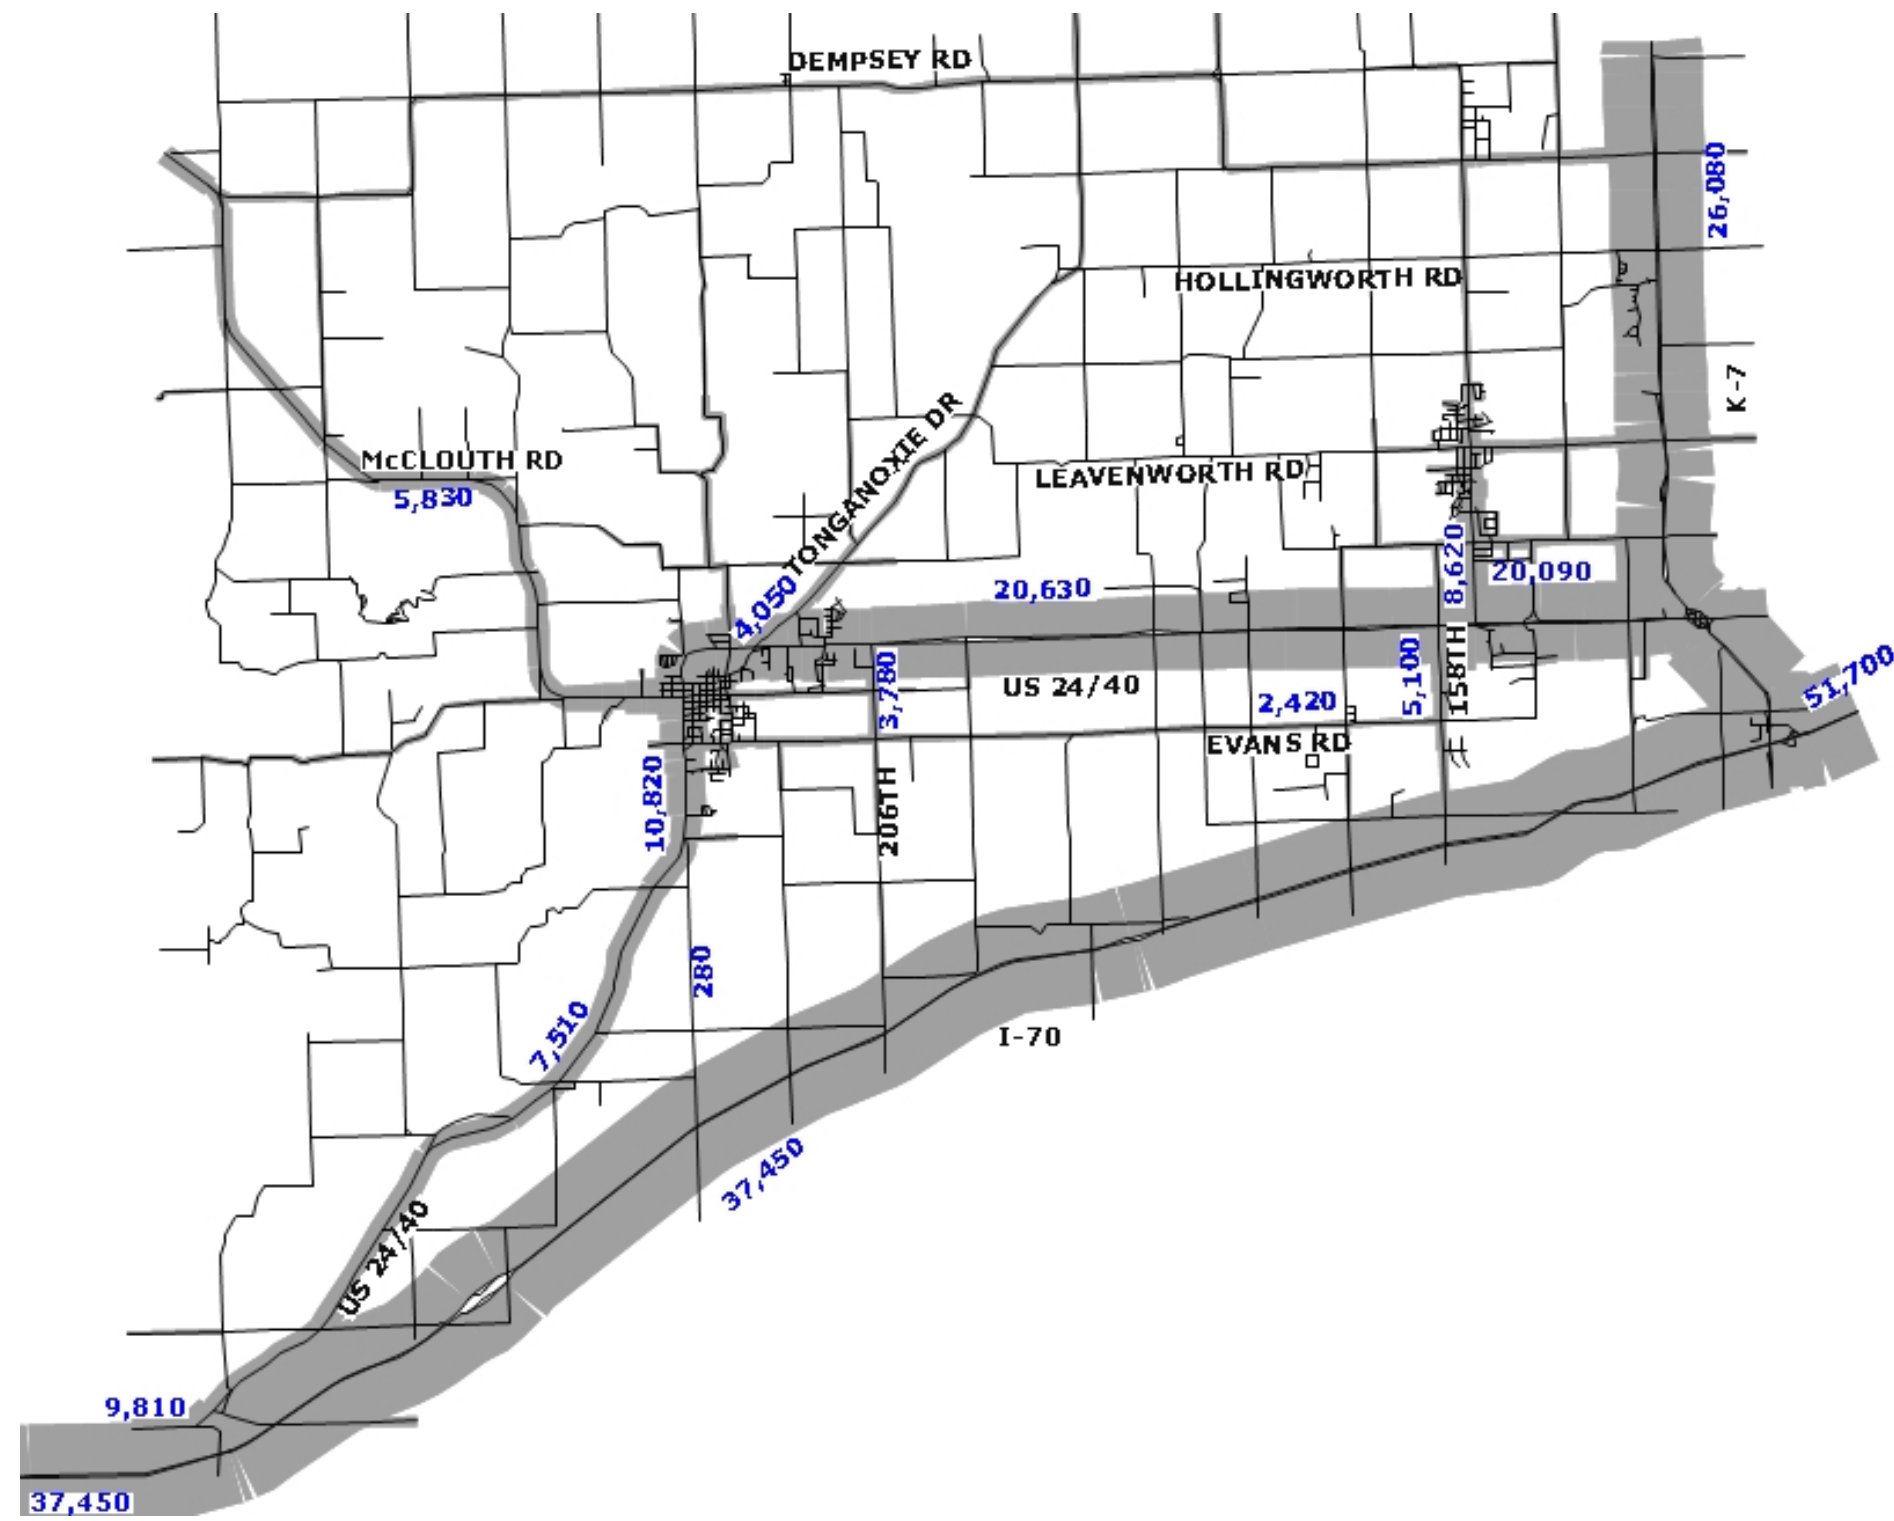 DEMPSEY RD
26,080
HOLLINGWORTH RD
K-7
TONGANOXIE DR
McCLOUTH RD
5,830
LEAVENWORTH RD
8,620
20,090
20,630
4,050
158TH
5,100
3,780
US 24/40
2,420
51,700
EVANS RD
10,820
206TH
280
7,510
I-70
37,450
US 24/40
9,810
37,450